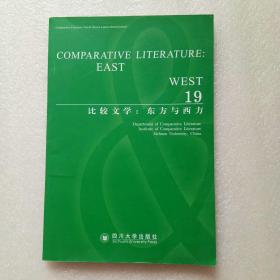 COMPARATIVE LITERATURE:
EAST
WEST
19
比较文学：东方与西方
Department of Comparative Literature
Institute of Comparative Literature
Sichuan University, China
四川大学出版社
Sichuan University Press